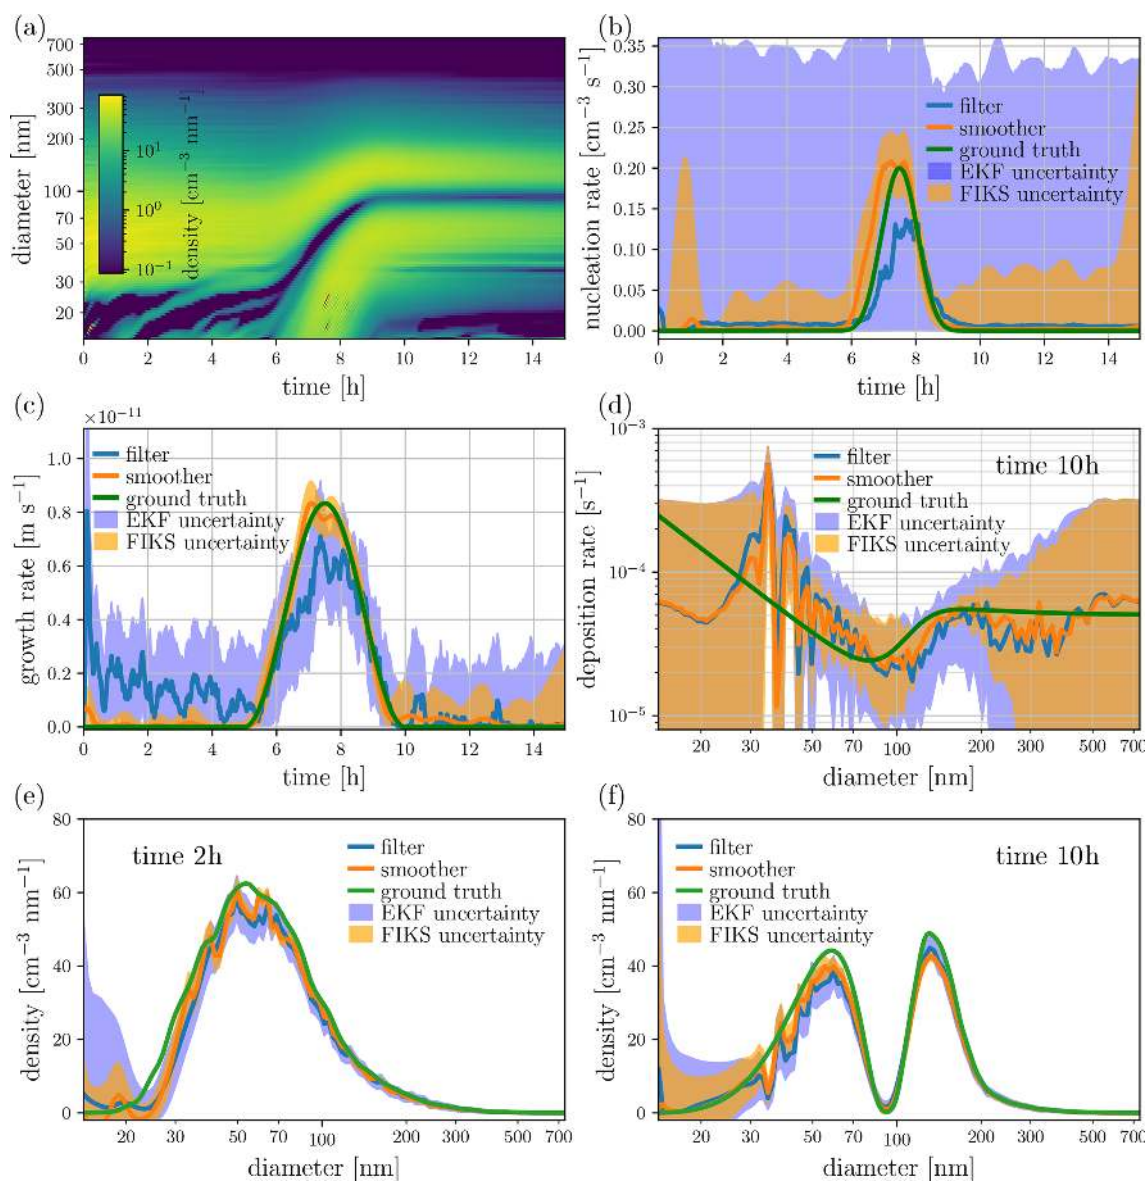 (a)
diameter [nm]
700
500
300
200
100
70
50
30
20
10¹
10⁰
10⁻¹
density [cm⁻³ nm⁻¹]
0 2 4 6 8 10 12 14
time [h]
(b)
nucleation rate [cm⁻³ s⁻¹]
0.35
0.30
0.25
0.20
0.15
0.10
0.05
0.00
filter
smoother
ground truth
EKF uncertainty
FIKS uncertainty
0 2 4 6 8 10 12 14
time [h]
(c)
×10⁻¹¹
growth rate [m s⁻¹]
1.0
0.8
0.6
0.4
0.2
0.0
filter
smoother
ground truth
EKF uncertainty
FIKS uncertainty
0 2 4 6 8 10 12 14
time [h]
(d)
deposition rate [s⁻¹]
10⁻³
10⁻⁴
10⁻⁵
filter
smoother
ground truth
EKF uncertainty
FIKS uncertainty
time 10h
20 30 50 70 100 200 300 500 700
diameter [nm]
(e)
density [cm⁻³ nm⁻¹]
80
60
40
20
0
time 2h
filter
smoother
ground truth
EKF uncertainty
FIKS uncertainty
20 30 50 70 100 200 300 500 700
diameter [nm]
(f)
density [cm⁻³ nm⁻¹]
80
60
40
20
0
filter
smoother
ground truth
EKF uncertainty
FIKS uncertainty
time 10h
20 30 50 70 100 200 300 500 700
diameter [nm]